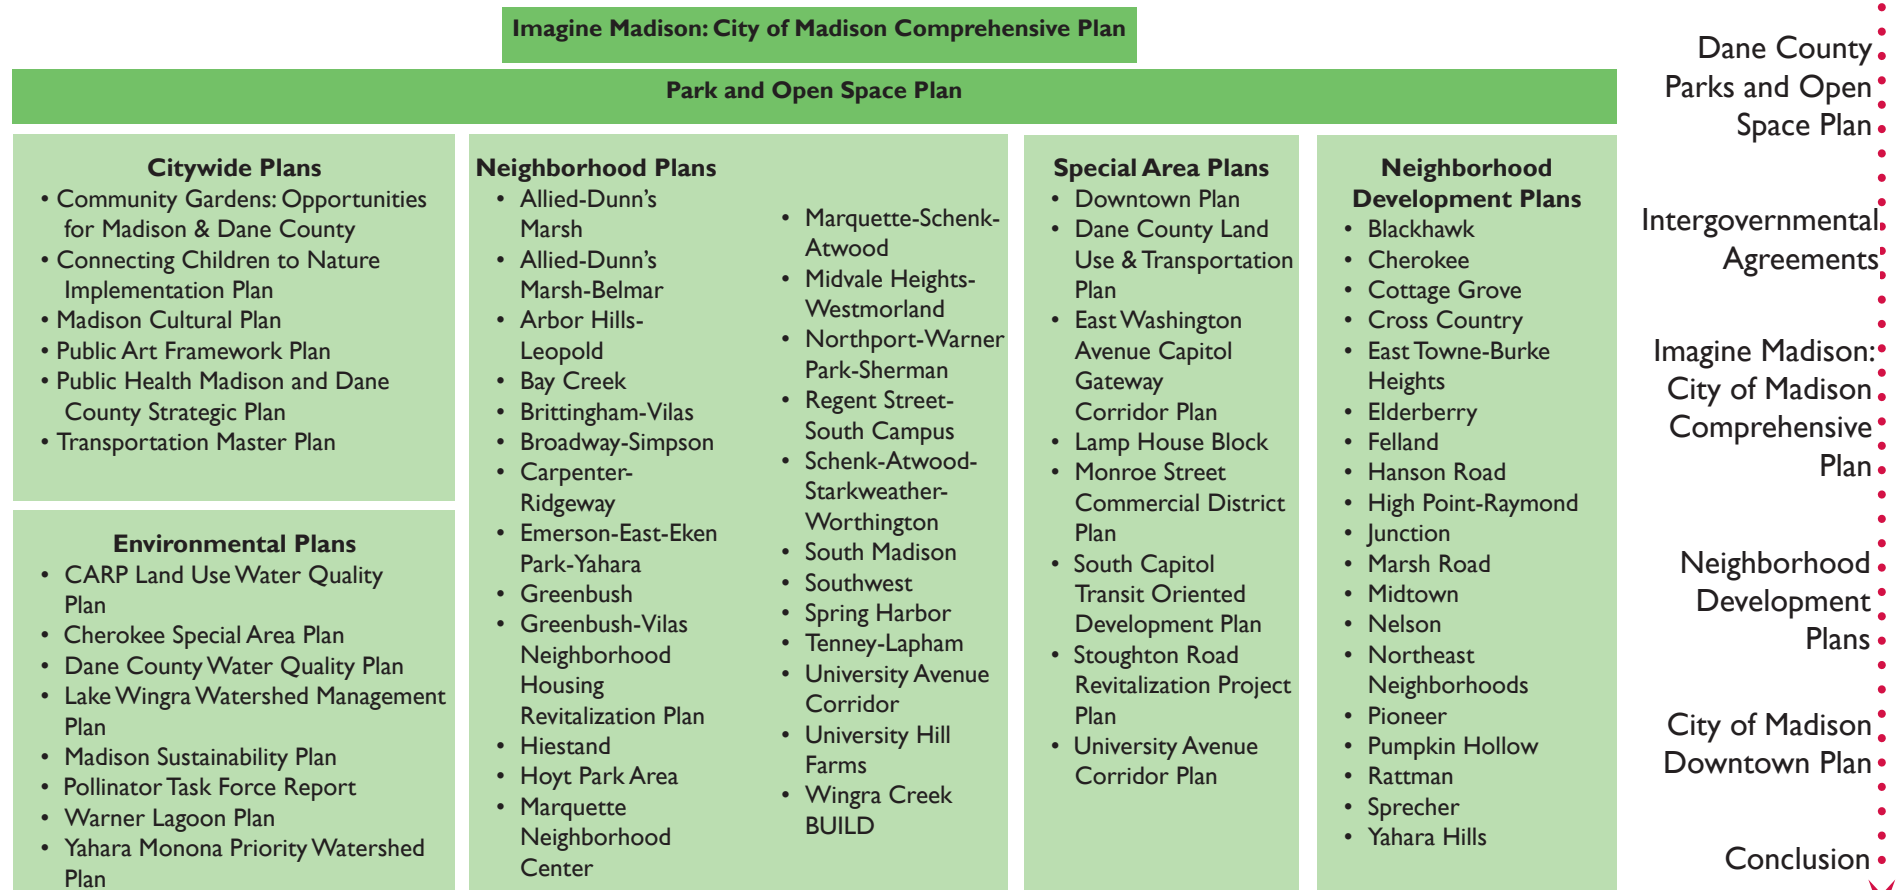 Imagine Madison: City of Madison Comprehensive Plan
Park and Open Space Plan
Citywide Plans
• Community Gardens: Opportunities
for Madison & Dane County
• Connecting Children to Nature
Implementation Plan
• Madison Cultural Plan
• Public Art Framework Plan
• Public Health Madison and Dane
County Strategic Plan
• Transportation Master Plan
Environmental Plans
• CARP Land Use Water Quality
Plan
• Cherokee Special Area Plan
• Dane County Water Quality Plan
• Lake Wingra Watershed Management
Plan
• Madison Sustainability Plan
• Pollinator Task Force Report
• Warner Lagoon Plan
• Yahara Monona Priority Watershed
Plan
Neighborhood Plans
• Allied-Dunn's
Marsh
• Allied-Dunn's
Marsh-Belmar
• Arbor Hills-
Leopold
• Bay Creek
• Brittingham-Vilas
• Broadway-Simpson
• Carpenter-
Ridgeway
• Emerson-East-Eken
Park-Yahara
• Greenbush
• Greenbush-Vilas
Neighborhood
Housing
Revitalization Plan
• Hiestand
• Hoyt Park Area
• Marquette
Neighborhood
Center
• Marquette-Schenk-
Atwood
• Midvale Heights-
Westmorland
• Northport-Warner
Park-Sherman
• Regent Street-
South Campus
• Schenk-Atwood-
Starkweather-
Worthington
• South Madison
• Southwest
• Spring Harbor
• Tenney-Lapham
• University Avenue
Corridor
• University Hill
Farms
• Wingra Creek
BUILD
Special Area Plans
• Downtown Plan
• Dane County Land
Use & Transportation
Plan
• East Washington
Avenue Capitol
Gateway
Corridor Plan
• Lamp House Block
• Monroe Street
Commercial District
Plan
• South Capitol
Transit Oriented
Development Plan
• Stoughton Road
Revitalization Project
Plan
• University Avenue
Corridor Plan
Neighborhood
Development Plans
• Blackhawk
• Cherokee
• Cottage Grove
• Cross Country
• East Towne-Burke
Heights
• Elderberry
• Felland
• Hanson Road
• High Point-Raymond
• Junction
• Marsh Road
• Midtown
• Nelson
• Northeast
Neighborhoods
• Pioneer
• Pumpkin Hollow
• Rattman
• Sprecher
• Yahara Hills
Dane County
Parks and Open
Space Plan
Intergovernmental
Agreements
Imagine Madison:
City of Madison
Comprehensive
Plan
Neighborhood
Development
Plans
City of Madison
Downtown Plan
Conclusion